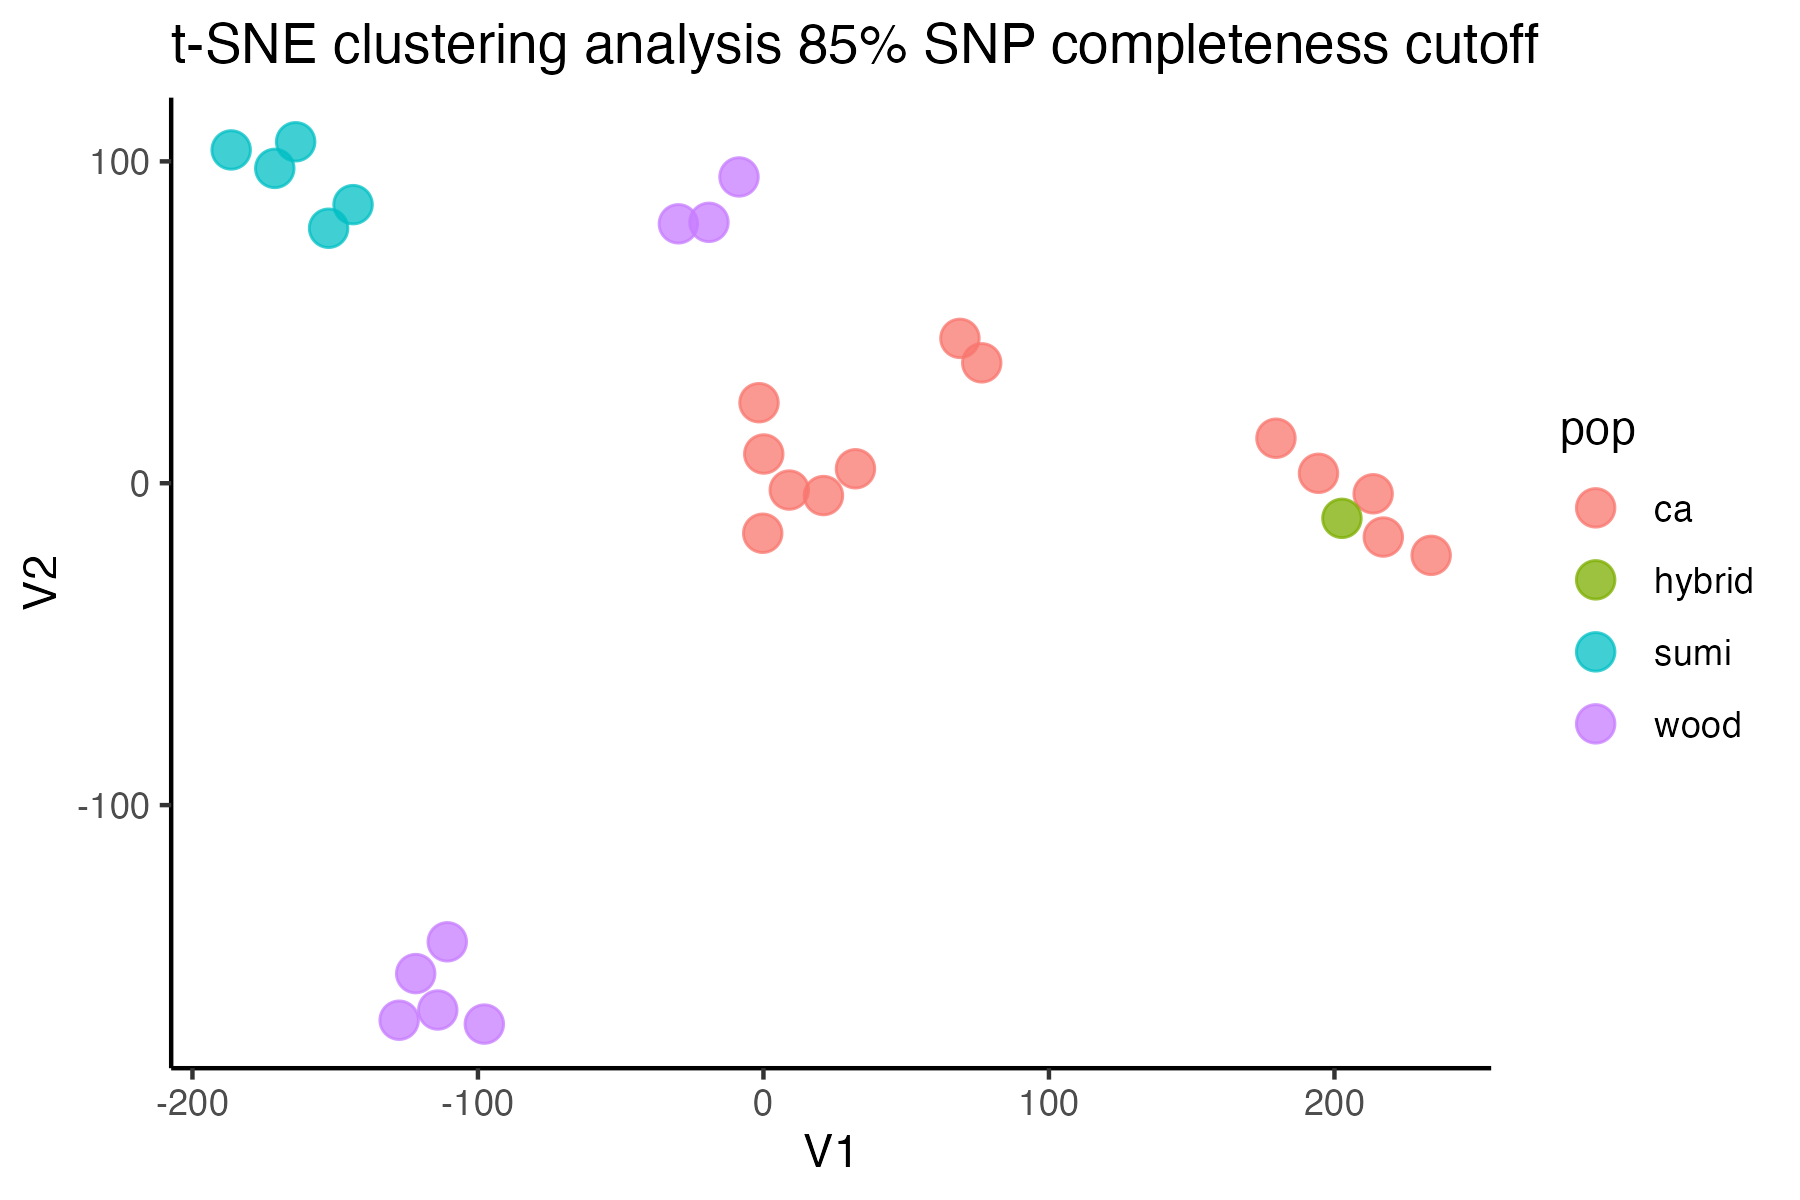 t-SNE clustering analysis 85% SNP completeness cutoff
100
0
-100
V2
-200
-100
0
100
200
V1
pop
ca
hybrid
sumi
wood